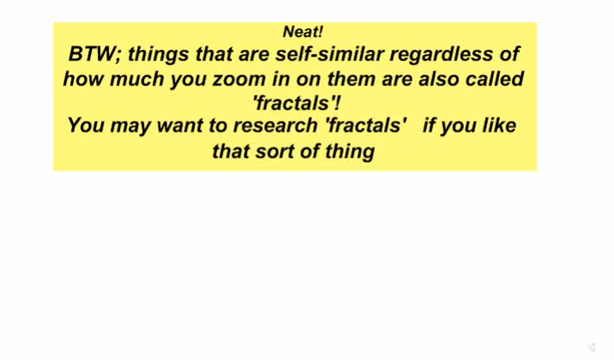 Neat!
BTW; things that are self-similar regardless of
how much you zoom in on them are also called
'fractals'!
You may want to research 'fractals'  if you like
that sort of thing